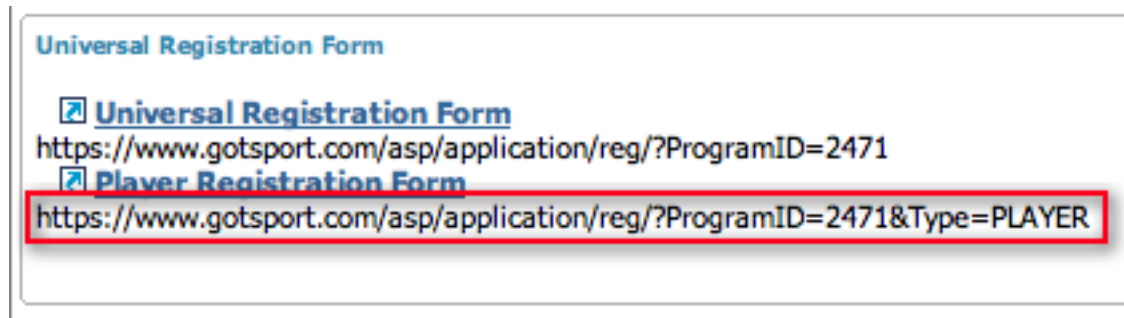 Universal Registration Form
Universal Registration Form
https://www.gotsport.com/asp/application/reg/?ProgramID=2471
Player Registration Form
https://www.gotsport.com/asp/application/reg/?ProgramID=2471&Type=PLAYER